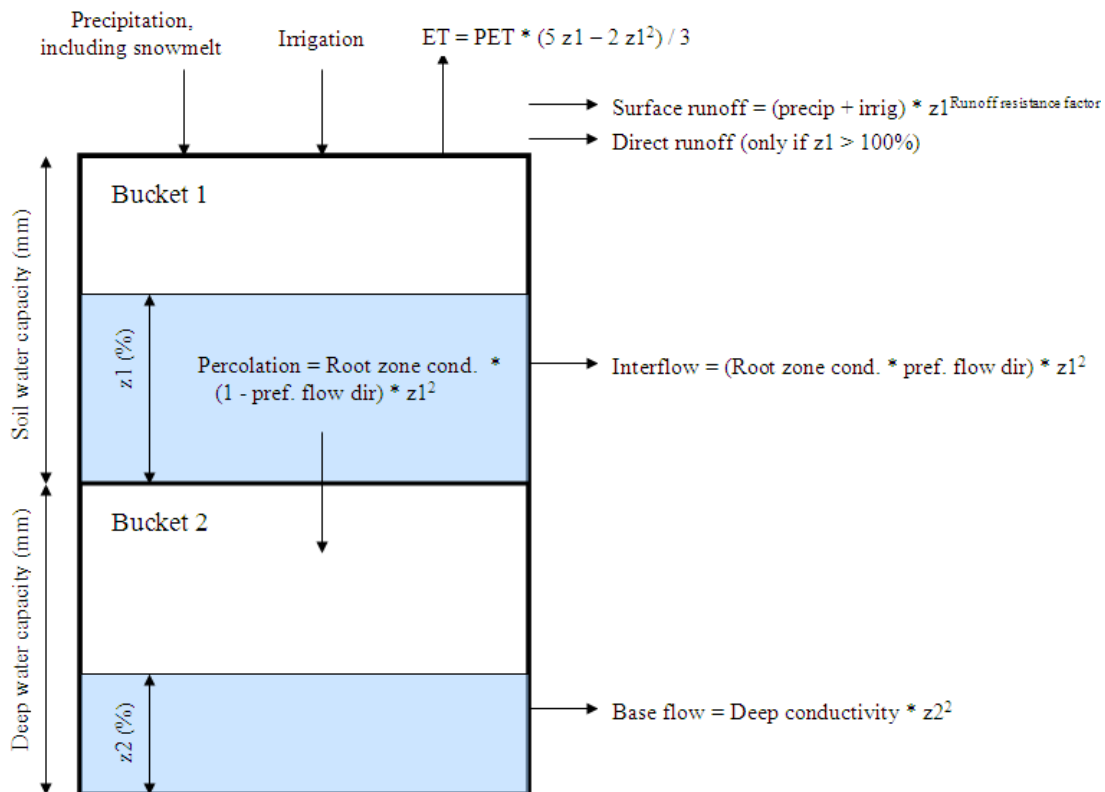 Precipitation,
including snowmelt
Irrigation
ET = PET * (5 z1 – 2 z1²) / 3
Surface runoff = (precip + irrig) * z1^Runoff resistance factor
Direct runoff (only if z1 > 100%)
Bucket 1
Soil water capacity (mm)
z1 (%)
Percolation = Root zone cond. *
(1 - pref. flow dir) * z1²
Interflow = (Root zone cond. * pref. flow dir) * z1²
Bucket 2
Deep water capacity (mm)
z2 (%)
Base flow = Deep conductivity * z2²